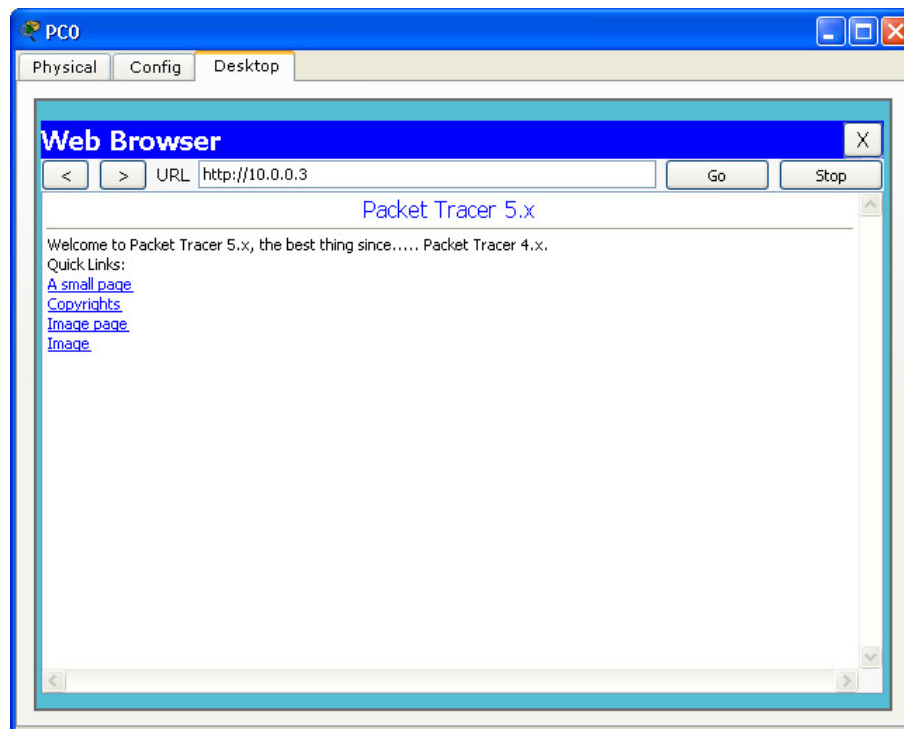 PC0
Physical Config Desktop
Web Browser X
< > URL http://10.0.0.3 Go Stop
Packet Tracer 5.x
Welcome to Packet Tracer 5.x, the best thing since..... Packet Tracer 4.x.
Quick Links:
A small page
Copyrights
Image page
Image